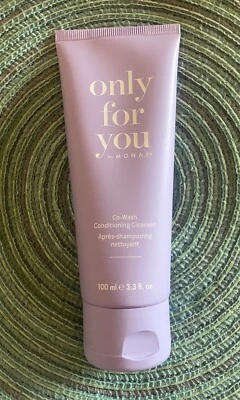 only
for
you
by MONAT
Co-Wash
Conditioning Cleanser
Après-shampooing
nettoyant
100 ml ℮ 3.3 fl. oz